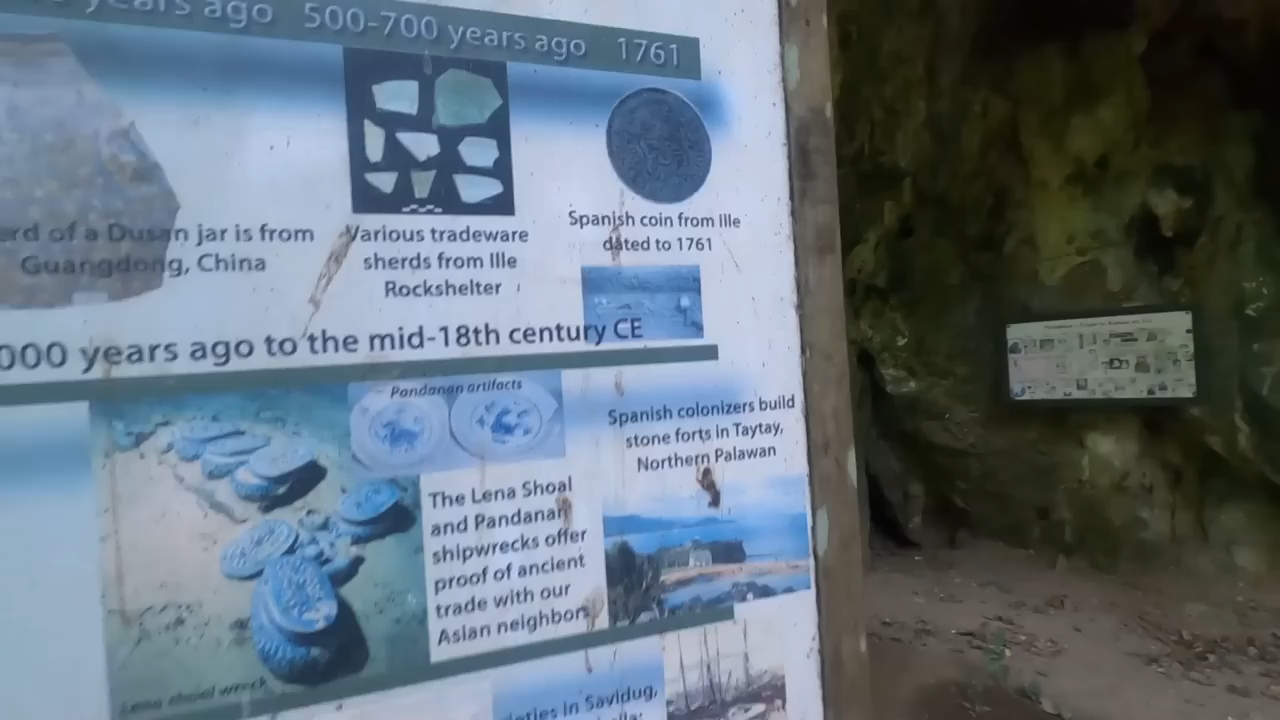 years ago 500-700 years ago 1761
erd of a Dusan jar is from
Guangdong, China
Various tradeware
sherds from Ille
Rockshelter
Spanish coin from Ille
dated to 1761
000 years ago to the mid-18th century CE
Pandanan artifacts
Spanish colonizers build
stone forts in Taytay,
Northern Palawan
The Lena Shoal
and Pandanan
shipwrecks offer
proof of ancient
trade with our
Asian neighbors
Lena shoal wreck
in Savidug,